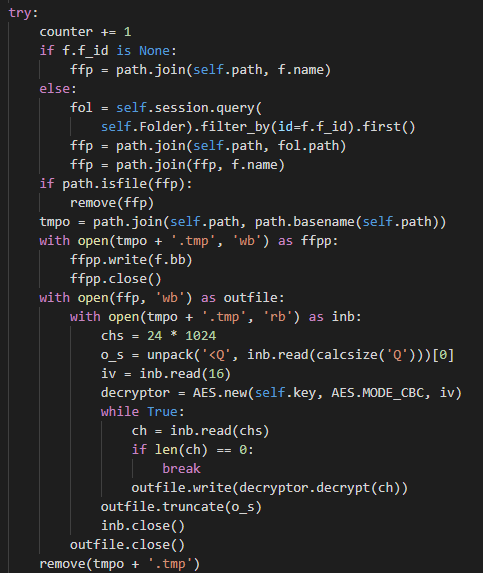 try:
    counter += 1
    if f.f_id is None:
        ffp = path.join(self.path, f.name)
    else:
        fol = self.session.query(
            self.Folder).filter_by(id=f.f_id).first()
        ffp = path.join(self.path, fol.path)
        ffp = path.join(ffp, f.name)
    if path.isfile(ffp):
        remove(ffp)
    tmpo = path.join(self.path, path.basename(self.path))
    with open(tmpo + '.tmp', 'wb') as ffpp:
        ffpp.write(f.bb)
        ffpp.close()
    with open(ffp, 'wb') as outfile:
        with open(tmpo + '.tmp', 'rb') as inb:
            chs = 24 * 1024
            o_s = unpack('<Q', inb.read(calcsize('Q')))[0]
            iv = inb.read(16)
            decryptor = AES.new(self.key, AES.MODE_CBC, iv)
            while True:
                ch = inb.read(chs)
                if len(ch) == 0:
                    break
                outfile.write(decryptor.decrypt(ch))
            outfile.truncate(o_s)
            inb.close()
        outfile.close()
    remove(tmpo + '.tmp')